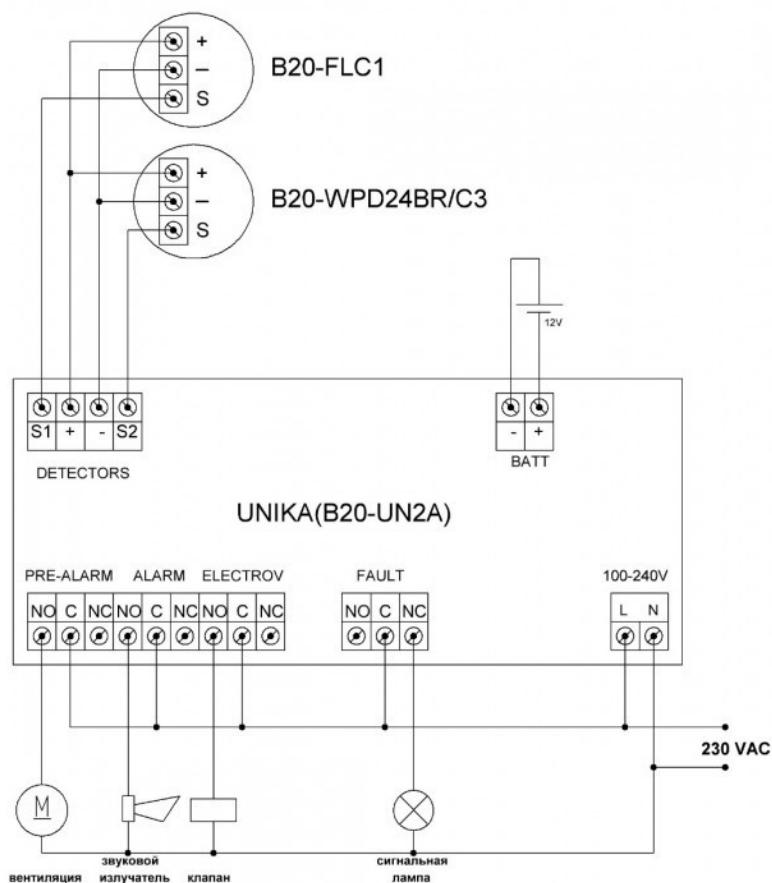 +
–
S
B20-FLC1
+
–
S
B20-WPD24BR/C3
12V
S1 + - S2
DETECTORS
- +
BATT
UNIKA(B20-UN2A)
PRE-ALARM ALARM ELECTROV FAULT 100-240V
NO C NC NO C NC NO C NC NO C NC L N
230 VAC
M
вентиляция
звуковой
излучатель
клапан
сигнальная
лампа